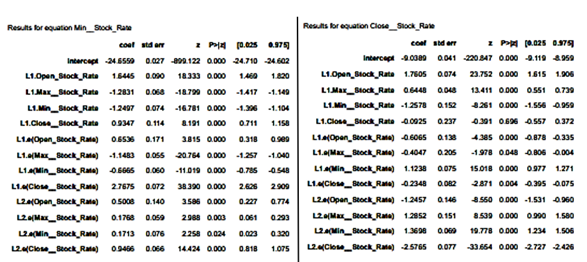 Results for equation Min__Stock_Rate
coef std err z P>|z| [0.025 0.975]
Intercept -24.6559 0.027 -899.122 0.000 -24.710 -24.602
L1.Open_Stock_Rate 1.6445 0.090 18.333 0.000 1.469 1.820
L1.Max__Stock_Rate -1.2831 0.068 -18.799 0.000 -1.417 -1.149
L1.Min__Stock_Rate -1.2497 0.074 -16.781 0.000 -1.396 -1.104
L1.Close__Stock_Rate 0.9347 0.114 8.191 0.000 0.711 1.158
L1.e(Open_Stock_Rate) 0.6536 0.171 3.815 0.000 0.318 0.989
L1.e(Max__Stock_Rate) -1.1483 0.055 -20.764 0.000 -1.257 -1.040
L1.e(Min__Stock_Rate) -0.6665 0.060 -11.019 0.000 -0.785 -0.548
L1.e(Close__Stock_Rate) 2.7675 0.072 38.390 0.000 2.626 2.909
L2.e(Open_Stock_Rate) 0.5008 0.140 3.586 0.000 0.227 0.774
L2.e(Max__Stock_Rate) 0.1768 0.059 2.988 0.003 0.061 0.293
L2.e(Min__Stock_Rate) 0.1713 0.076 2.258 0.024 0.023 0.320
L2.e(Close__Stock_Rate) 0.9466 0.066 14.424 0.000 0.818 1.075
Results for equation Close__Stock_Rate
coef std err z P>|z| [0.025 0.975]
Intercept -9.0389 0.041 -220.847 0.000 -9.119 -8.959
L1.Open_Stock_Rate 1.7605 0.074 23.752 0.000 1.615 1.906
L1.Max__Stock_Rate 0.6448 0.048 13.411 0.000 0.551 0.739
L1.Min__Stock_Rate -1.2578 0.152 -8.261 0.000 -1.556 -0.959
L1.Close__Stock_Rate -0.0925 0.237 -0.391 0.696 -0.557 0.372
L1.e(Open_Stock_Rate) -0.6065 0.138 -4.385 0.000 -0.878 -0.335
L1.e(Max__Stock_Rate) -0.4047 0.205 -1.978 0.048 -0.806 -0.004
L1.e(Min__Stock_Rate) 1.1238 0.075 15.018 0.000 0.977 1.271
L1.e(Close__Stock_Rate) -0.2348 0.082 -2.871 0.004 -0.395 -0.075
L2.e(Open_Stock_Rate) -1.2457 0.146 -8.550 0.000 -1.531 -0.960
L2.e(Max__Stock_Rate) 1.2852 0.151 8.539 0.000 0.990 1.580
L2.e(Min__Stock_Rate) 1.3698 0.069 19.778 0.000 1.234 1.506
L2.e(Close__Stock_Rate) -2.5765 0.077 -33.654 0.000 -2.727 -2.426